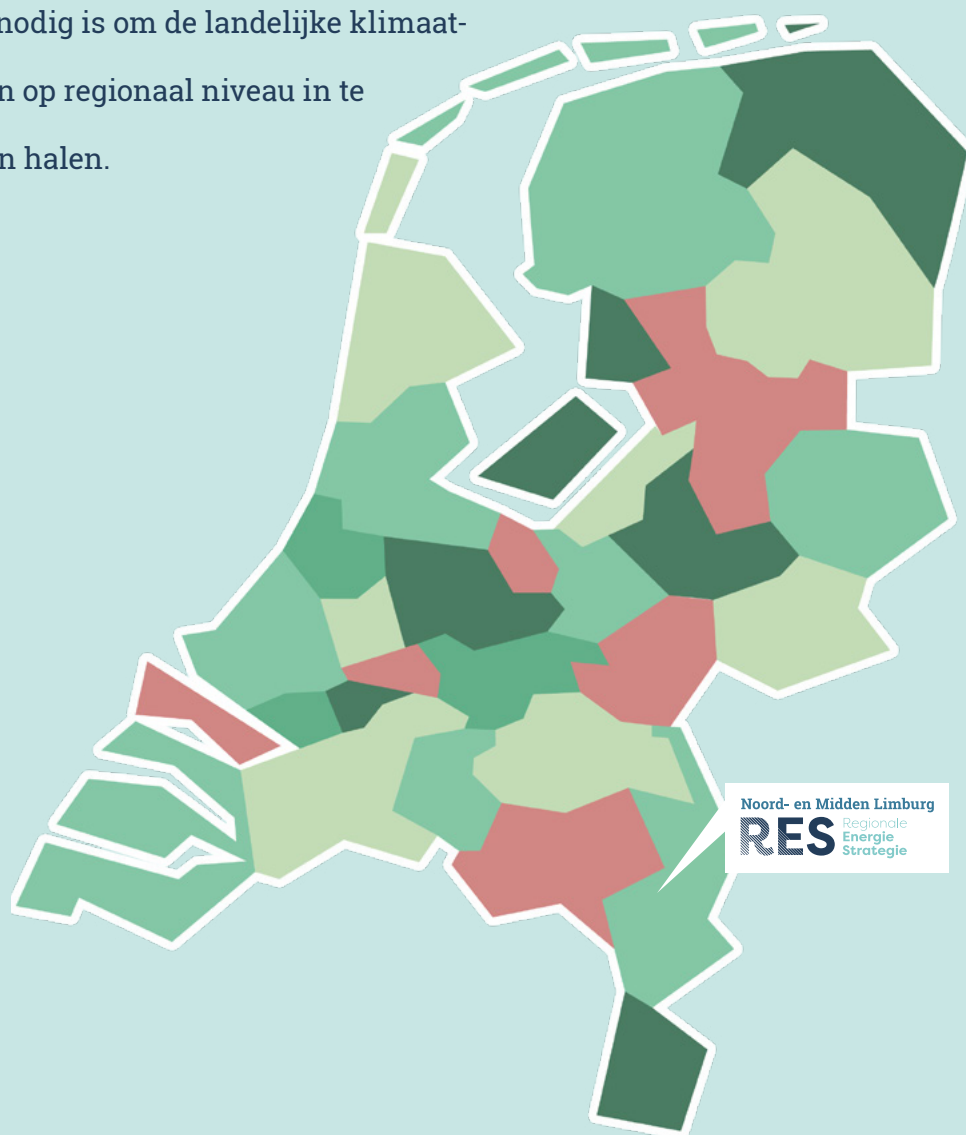 nodig is om de landelijke klimaat-
n op regionaal niveau in te
n halen.
Noord- en Midden Limburg
RES Regionale
Energie
Strategie